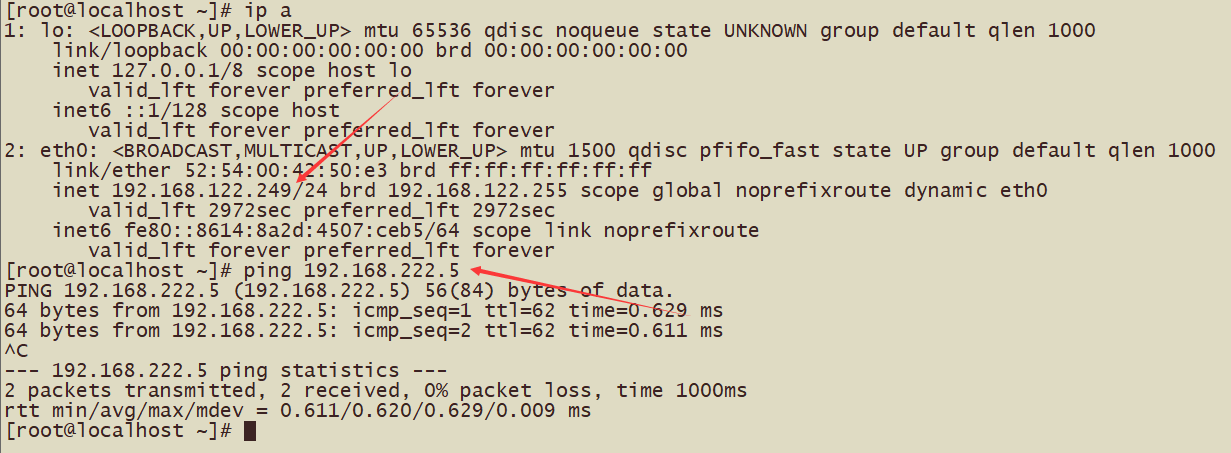 [root@localhost ~]# ip a
1: lo: <LOOPBACK,UP,LOWER_UP> mtu 65536 qdisc noqueue state UNKNOWN group default qlen 1000
    link/loopback 00:00:00:00:00:00 brd 00:00:00:00:00:00
    inet 127.0.0.1/8 scope host lo
       valid_lft forever preferred_lft forever
    inet6 ::1/128 scope host
       valid_lft forever preferred_lft forever
2: eth0: <BROADCAST,MULTICAST,UP,LOWER_UP> mtu 1500 qdisc pfifo_fast state UP group default qlen 1000
    link/ether 52:54:00:42:50:e3 brd ff:ff:ff:ff:ff:ff
    inet 192.168.122.249/24 brd 192.168.122.255 scope global noprefixroute dynamic eth0
       valid_lft 2972sec preferred_lft 2972sec
    inet6 fe80::8614:8a2d:4507:ceb5/64 scope link noprefixroute
       valid_lft forever preferred_lft forever
[root@localhost ~]# ping 192.168.222.5
PING 192.168.222.5 (192.168.222.5) 56(84) bytes of data.
64 bytes from 192.168.222.5: icmp_seq=1 ttl=62 time=0.629 ms
64 bytes from 192.168.222.5: icmp_seq=2 ttl=62 time=0.611 ms
^C
--- 192.168.222.5 ping statistics ---
2 packets transmitted, 2 received, 0% packet loss, time 1000ms
rtt min/avg/max/mdev = 0.611/0.620/0.629/0.009 ms
[root@localhost ~]#